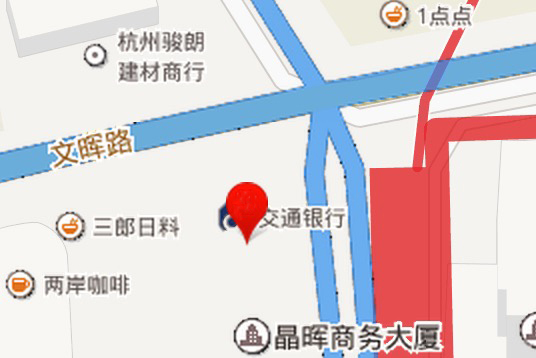 1点点
杭州骏朗
建材商行
文晖路
三郎日料
交通银行
两岸咖啡
晶晖商务大厦